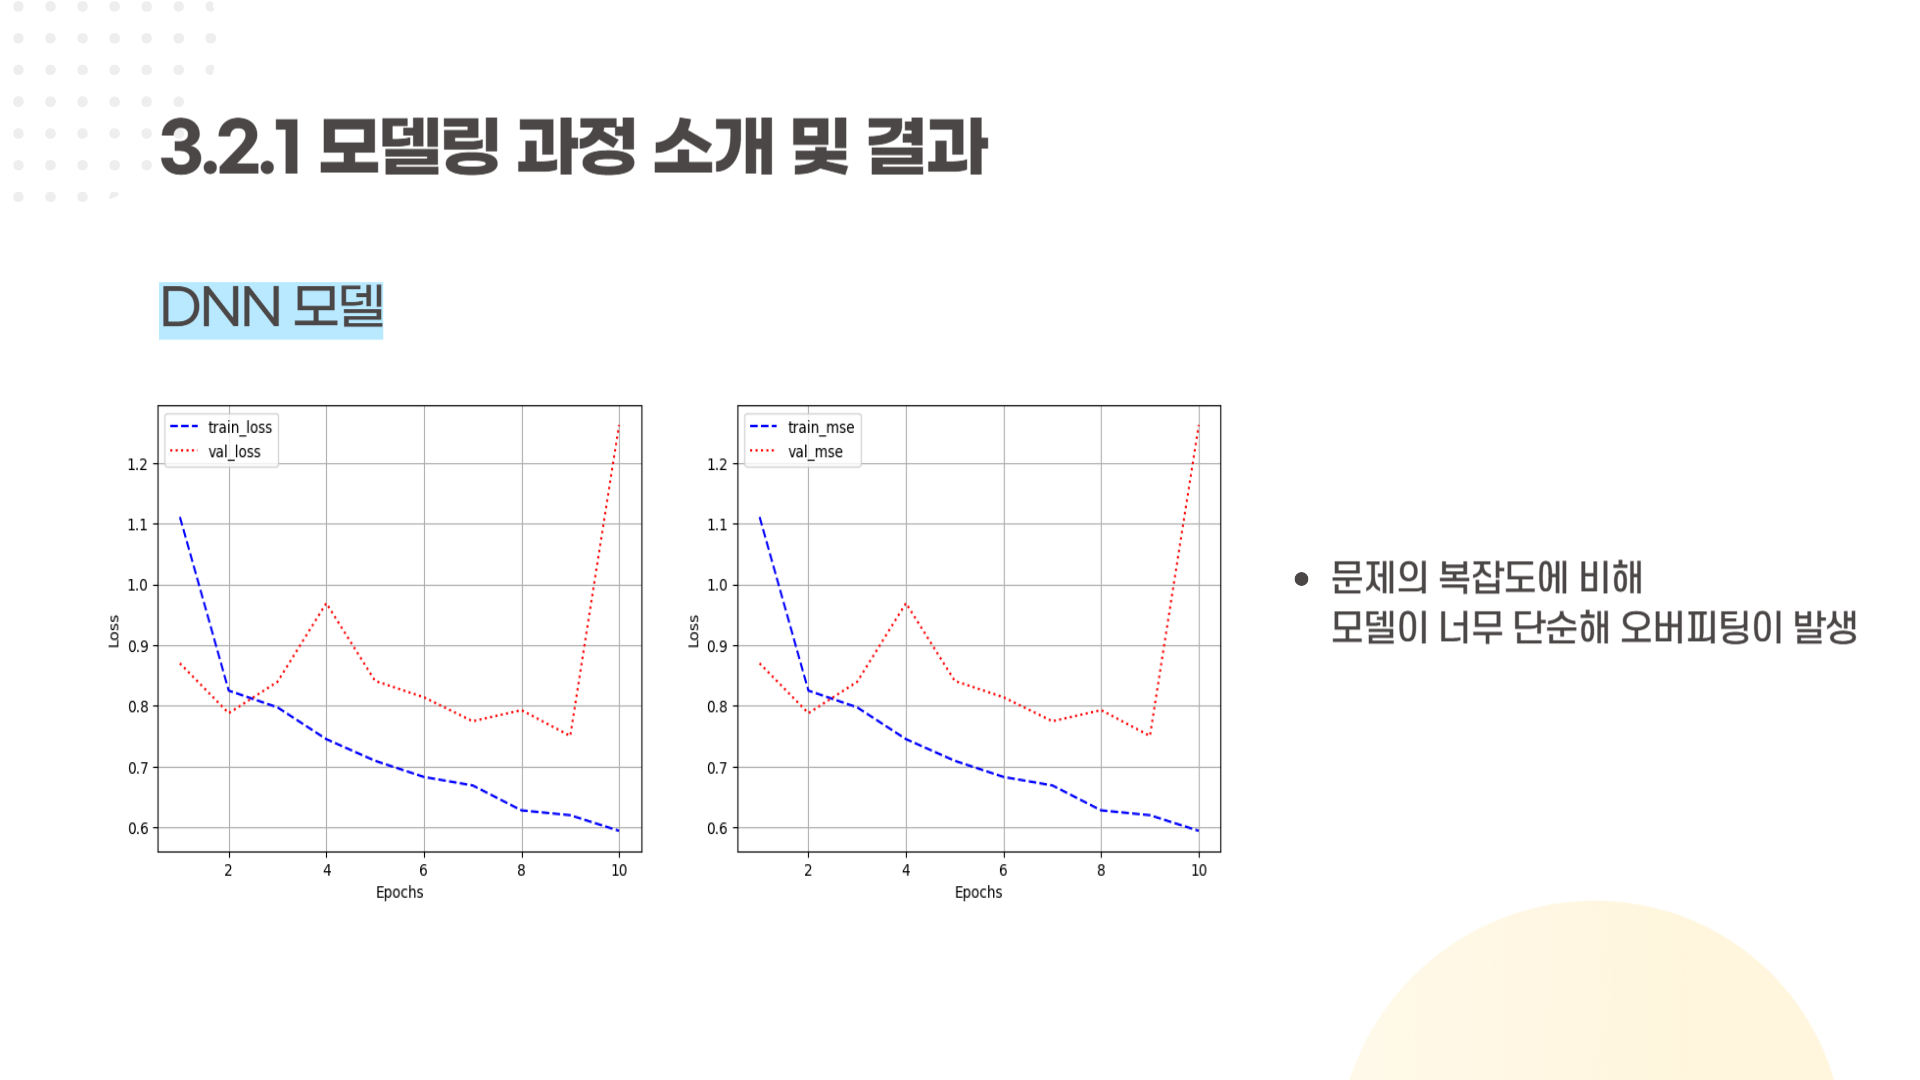 3.2.1 모델링 과정 소개 및 결과
DNN 모델
train_loss
val_loss
1.2
1.1
1.0
0.9
0.8
0.7
0.6
Loss
2 4 6 8 10
Epochs
train_mse
val_mse
1.2
1.1
1.0
0.9
0.8
0.7
0.6
Loss
2 4 6 8 10
Epochs
• 문제의 복잡도에 비해
모델이 너무 단순해 오버피팅이 발생